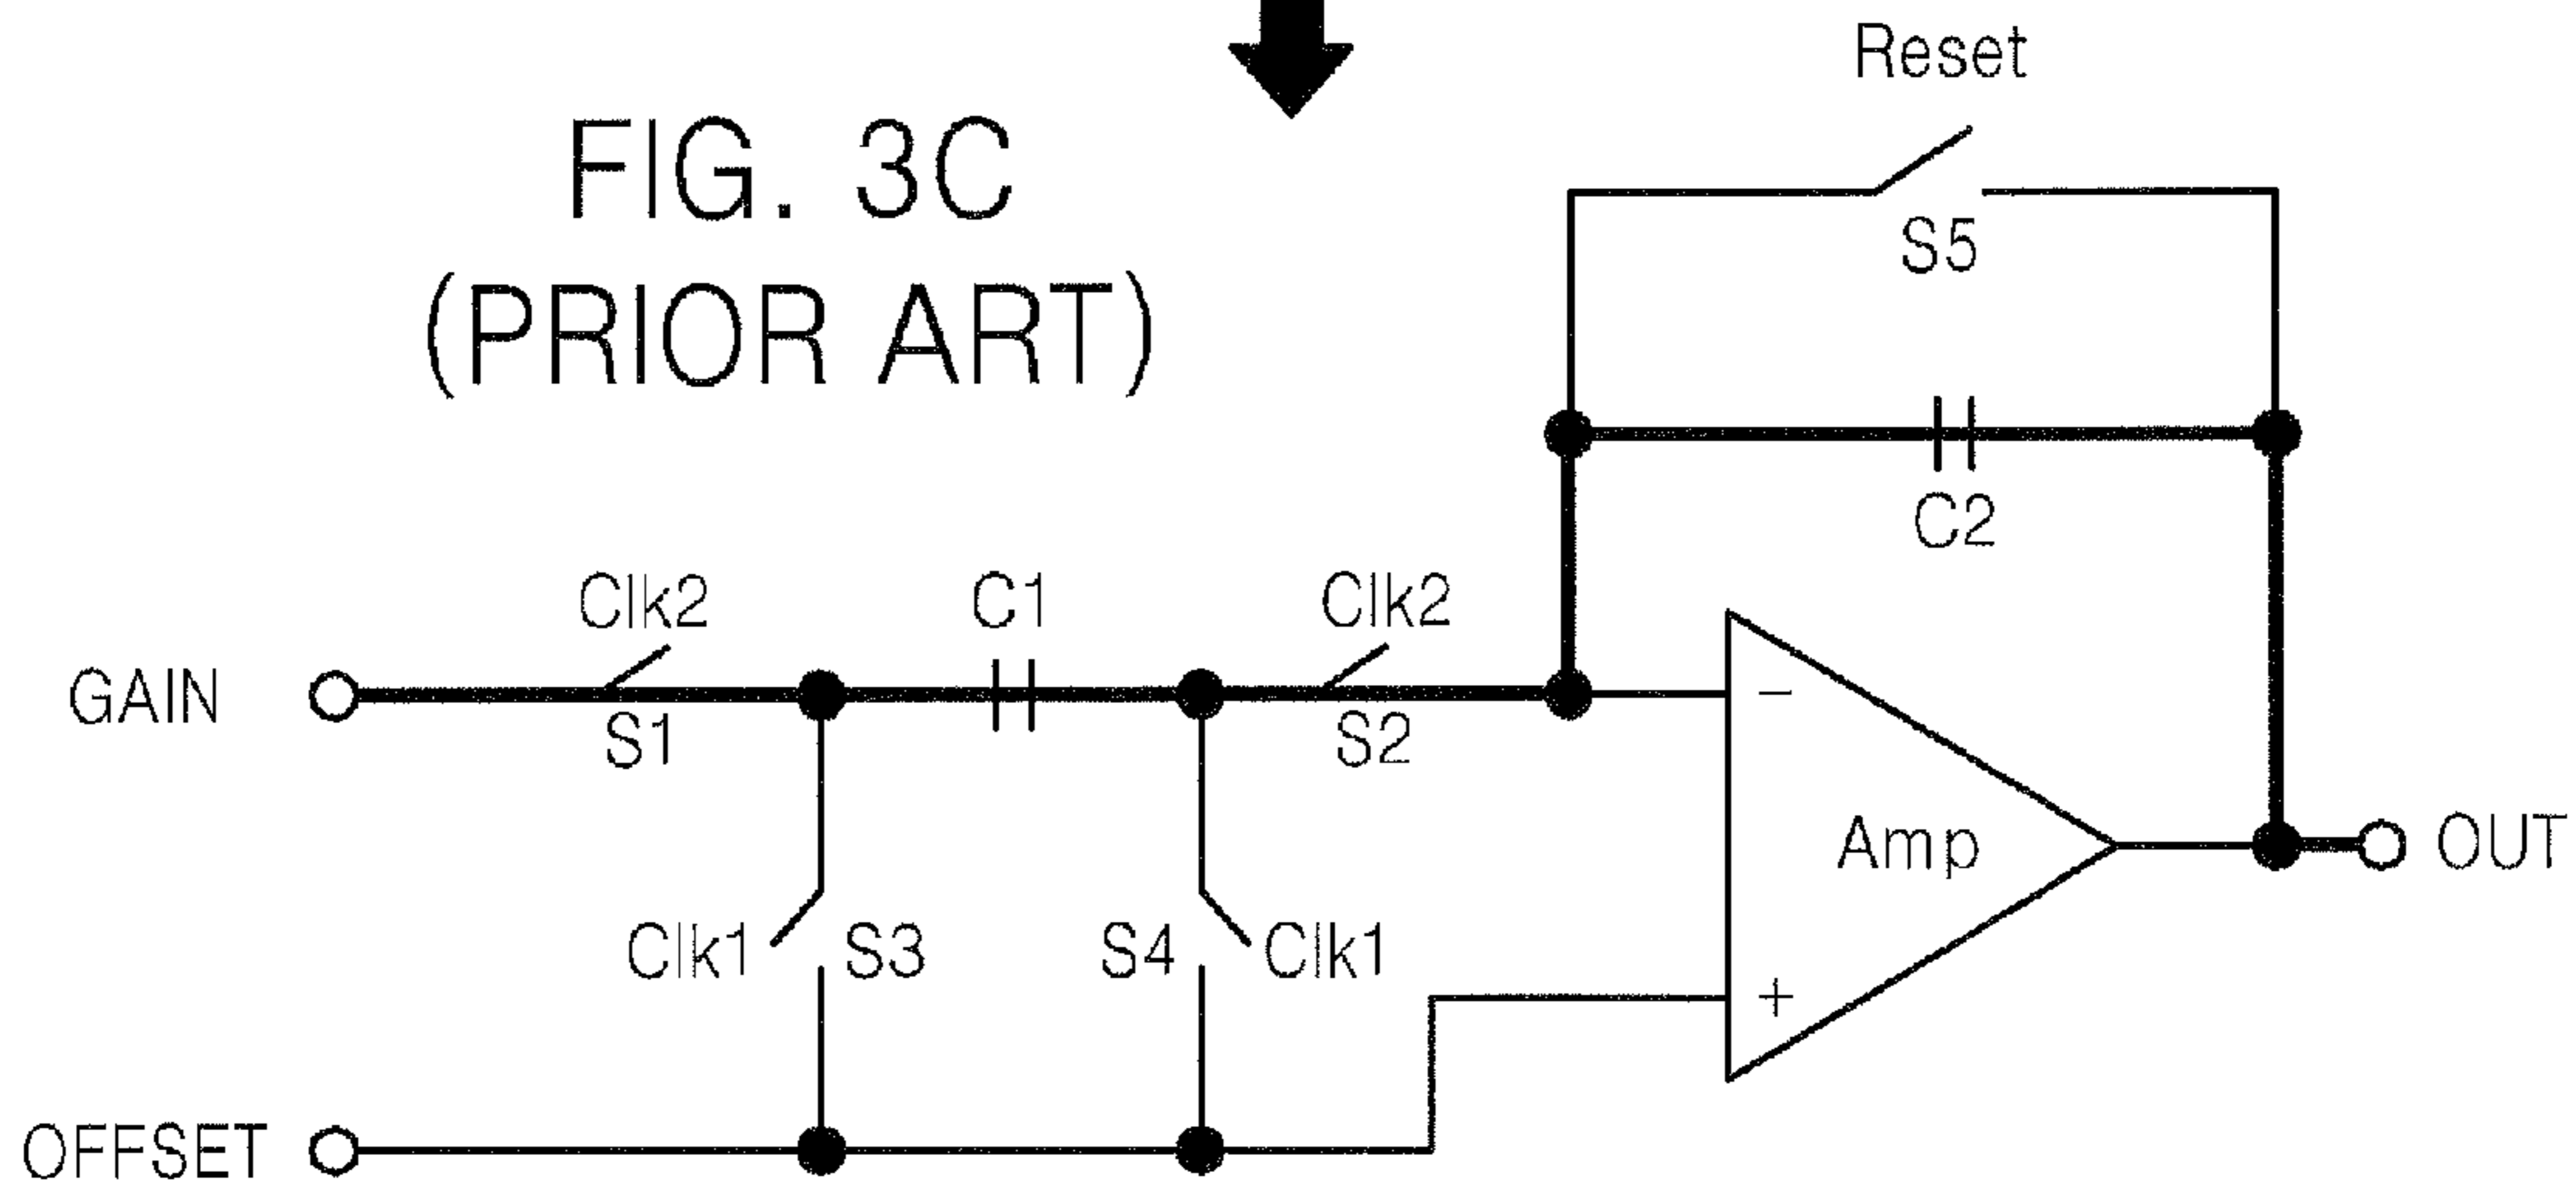 Reset
FIG. 3C
(PRIOR ART)
S5
C2
Clk2
C1
Clk2
GAIN
S1
S2
−
Amp
OUT
Clk1
S3
S4
Clk1
+
OFFSET